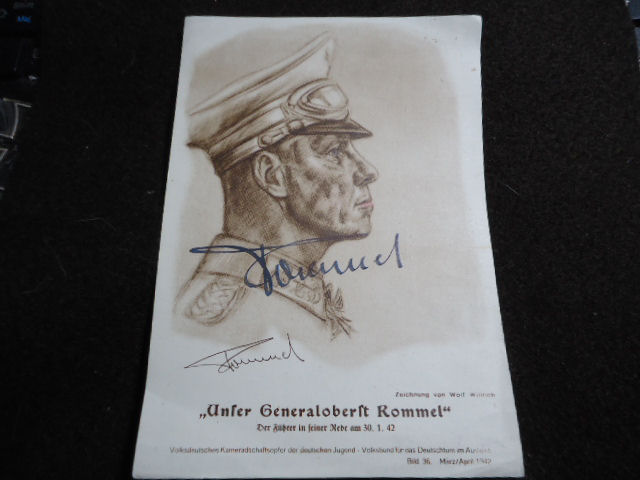 Rommel
Rommel
Zeichnung von Wolf Willrich
„Unser Generaloberst Rommel“
Der Führer in seiner Rede am 30. 1. 42
Volksdeutsches Kameradschaftsopfer der deutschen Jugend - Volksbund für das Deutschtum im Ausland
Bild 36. März/April 1942